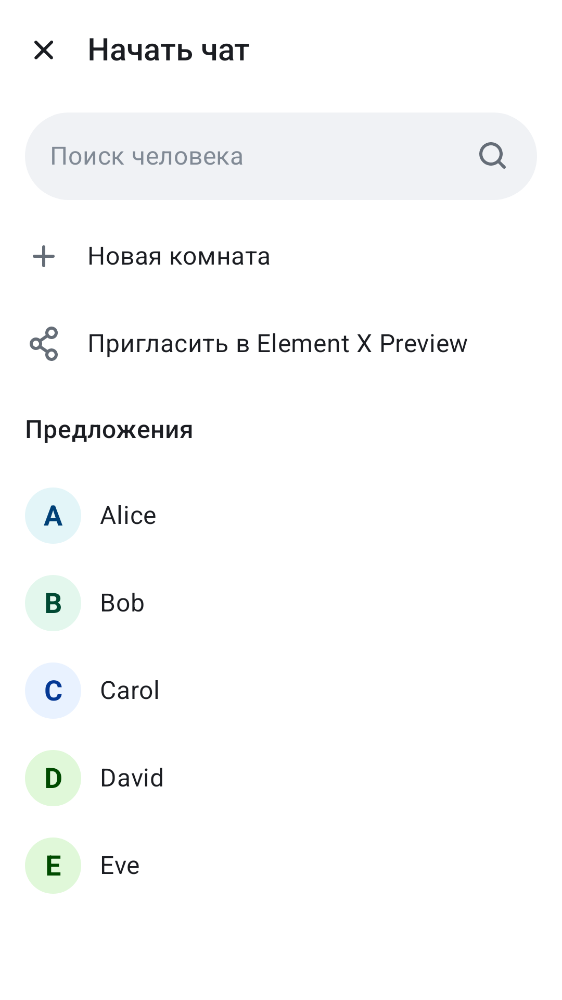 Начать чат
Поиск человека
Новая комната
Пригласить в Element X Preview
Предложения
A Alice
B Bob
C Carol
D David
E Eve